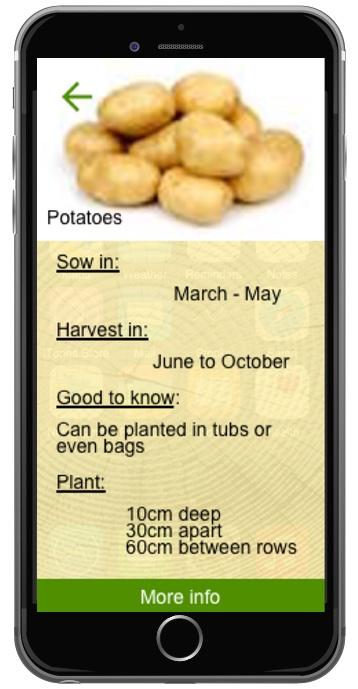 Potatoes
Sow in:
March - May
Harvest in:
June to October
Good to know:
Can be planted in tubs or
even bags
Plant:
10cm deep
30cm apart
60cm between rows
More info